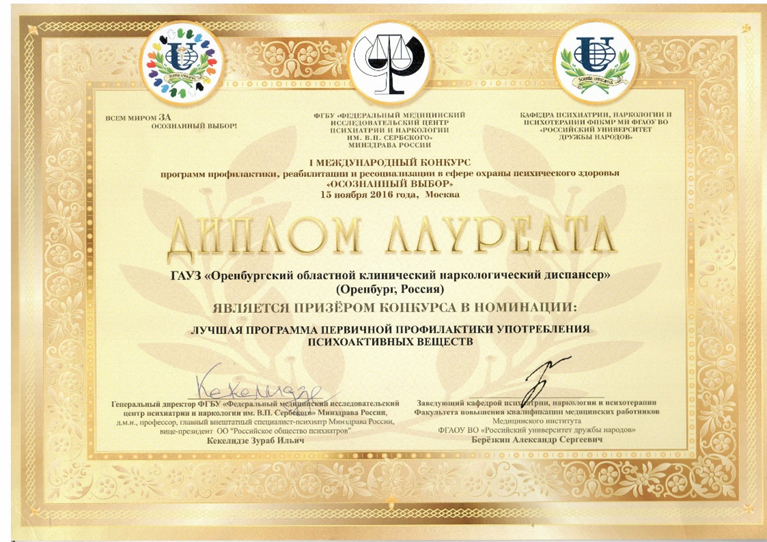 ВСЕМ МИРОМ ЗА
ОСОЗНАННЫЙ ВЫБОР!
ФГБУ «ФЕДЕРАЛЬНЫЙ МЕДИЦИНСКИЙ
ИССЛЕДОВАТЕЛЬСКИЙ ЦЕНТР
ПСИХИАТРИИ И НАРКОЛОГИИ
ИМ. В.П. СЕРБСКОГО»
МИНЗДРАВА РОССИИ
КАФЕДРА ПСИХИАТРИИ, НАРКОЛОГИИ И
ПСИХОТЕРАПИИ ФПКМР МИ ФГАОУ ВО
«РОССИЙСКИЙ УНИВЕРСИТЕТ
ДРУЖБЫ НАРОДОВ»
I МЕЖДУНАРОДНЫЙ КОНКУРС
программ профилактики, реабилитации и ресоциализации в сфере охраны психического здоровья
«ОСОЗНАННЫЙ ВЫБОР»
15 ноября 2016 года, Москва
ДИПЛОМ ЛАУРЕАТА
ГАУЗ «Оренбургский областной клинический наркологический диспансер»
(Оренбург, Россия)
ЯВЛЯЕТСЯ ПРИЗЁРОМ КОНКУРСА В НОМИНАЦИИ:
ЛУЧШАЯ ПРОГРАММА ПЕРВИЧНОЙ ПРОФИЛАКТИКИ УПОТРЕБЛЕНИЯ
ПСИХОАКТИВНЫХ ВЕЩЕСТВ
Кекелидзе
Генеральный директор ФГБУ «Федеральный медицинский исследовательский
центр психиатрии и наркологии им. В.П. Сербского» Минздрава России,
д.м.н., профессор, главный внештатный специалист-психиатр Минздрава России,
вице-президент ОО "Российское общество психиатров"
Кекелидзе Зураб Ильич
Заведующий кафедрой психиатрии, наркологии и психотерапии
Факультета повышения квалификации медицинских работников
Медицинского института
ФГАОУ ВО «Российский университет дружбы народов»
Берёзкин Александр Сергеевич